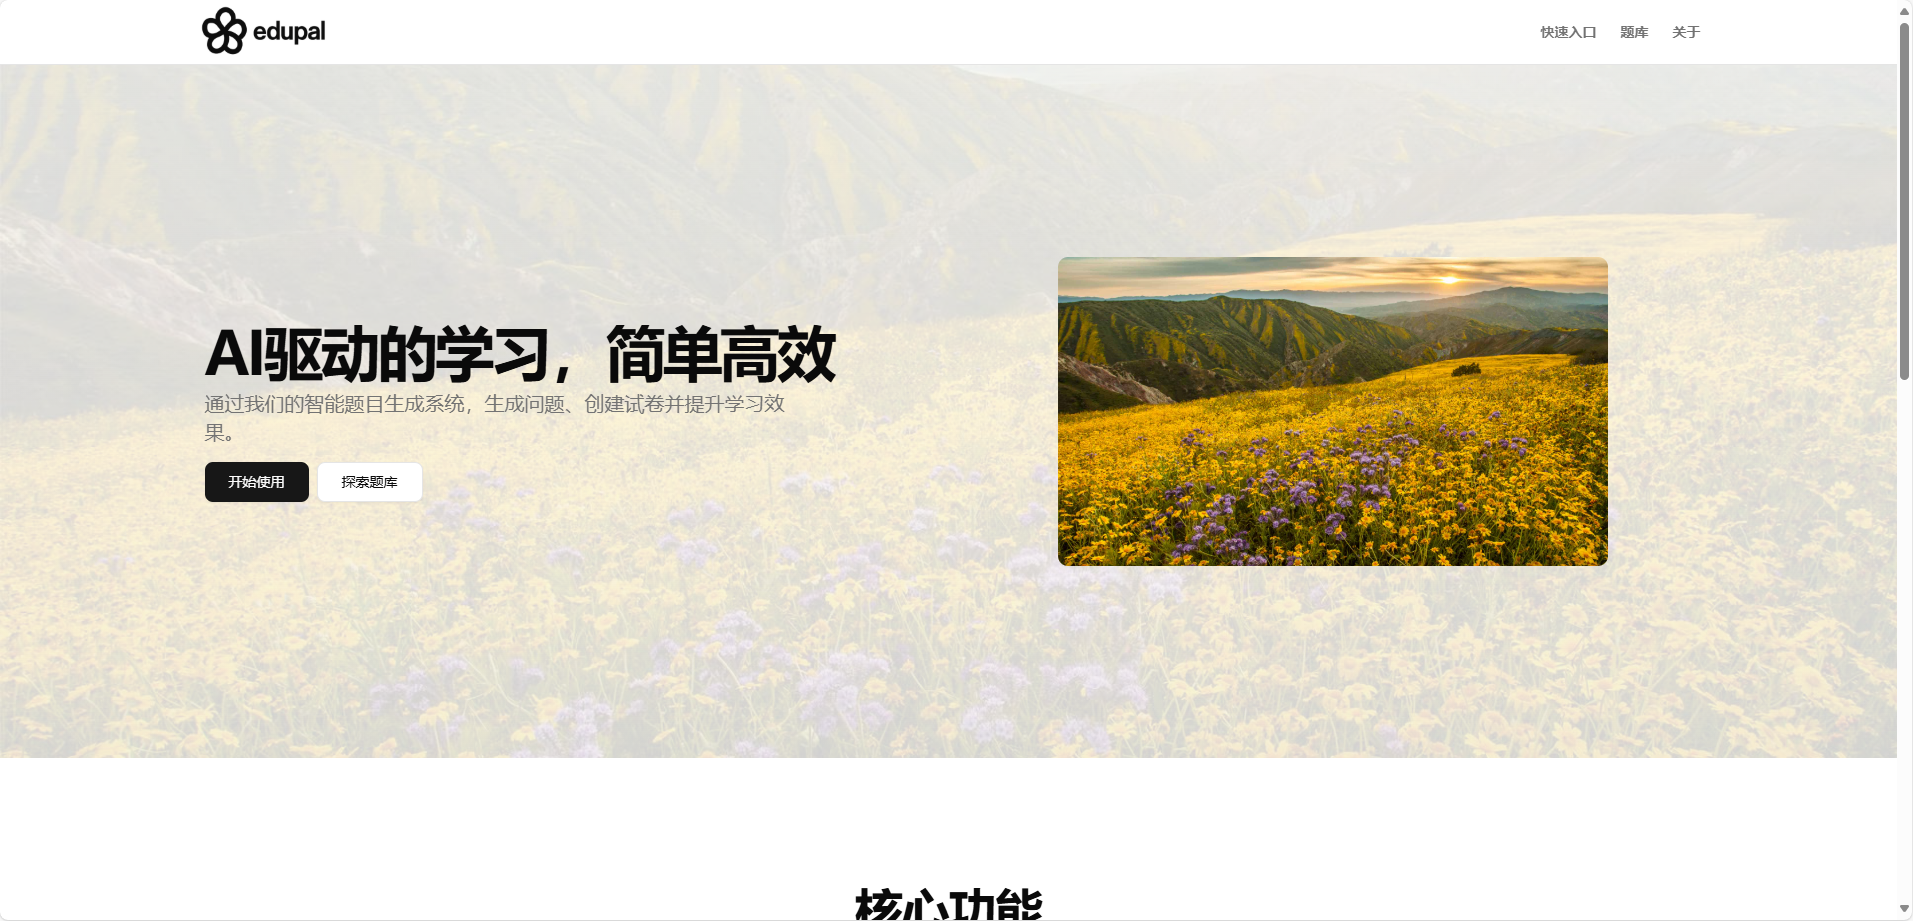 edupal
快速入口
题库
关于
AI驱动的学习，简单高效
通过我们的智能题目生成系统，生成问题、创建试卷并提升学习效
果。
开始使用
探索题库
核心功能